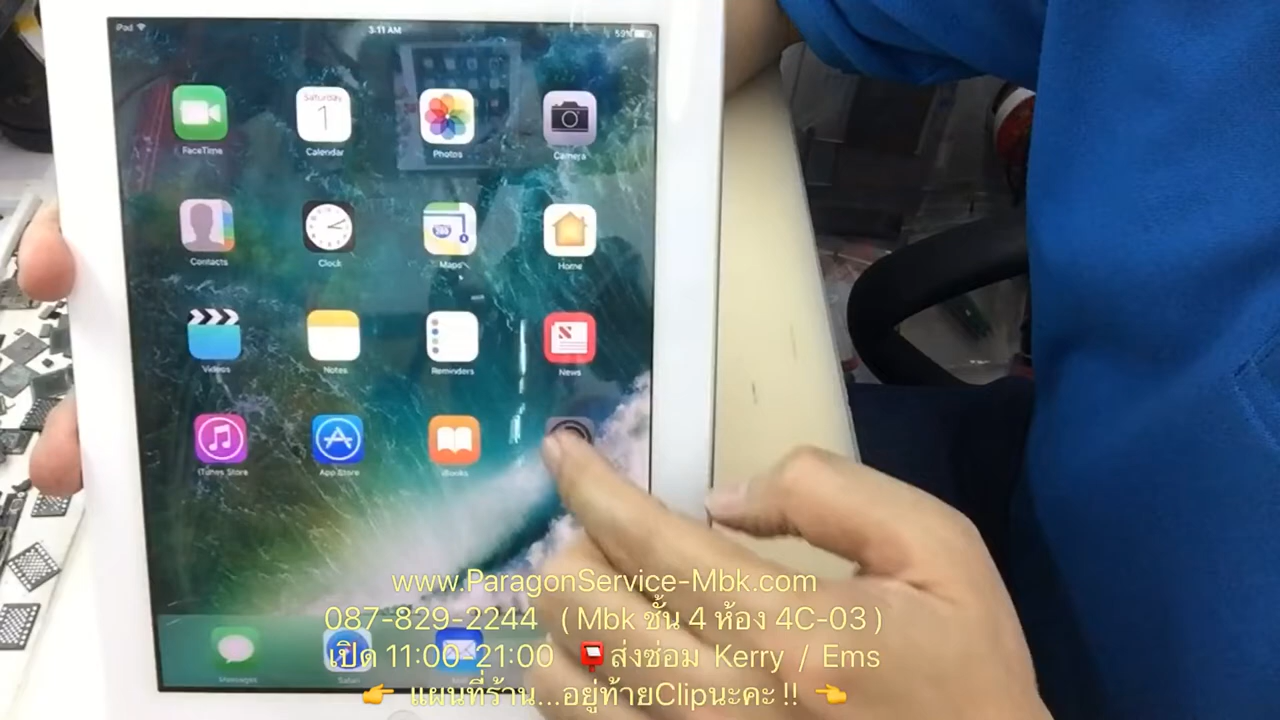 iPad 3:11 AM 59%
Saturday
1
FaceTime Calendar Photos Camera
Contacts Clock Maps Home
Videos Notes Reminders News
iTunes Store App Store iBooks
Messages Safari
www.ParagonService-Mbk.com
087-829-2244 ( Mbk ชั้น 4 ห้อง 4C-03 )
เปิด 11:00-21:00 📮ส่งซ่อม Kerry / Ems
👉 แผนที่ร้าน...อยู่ท้ายClipนะคะ !! 👈